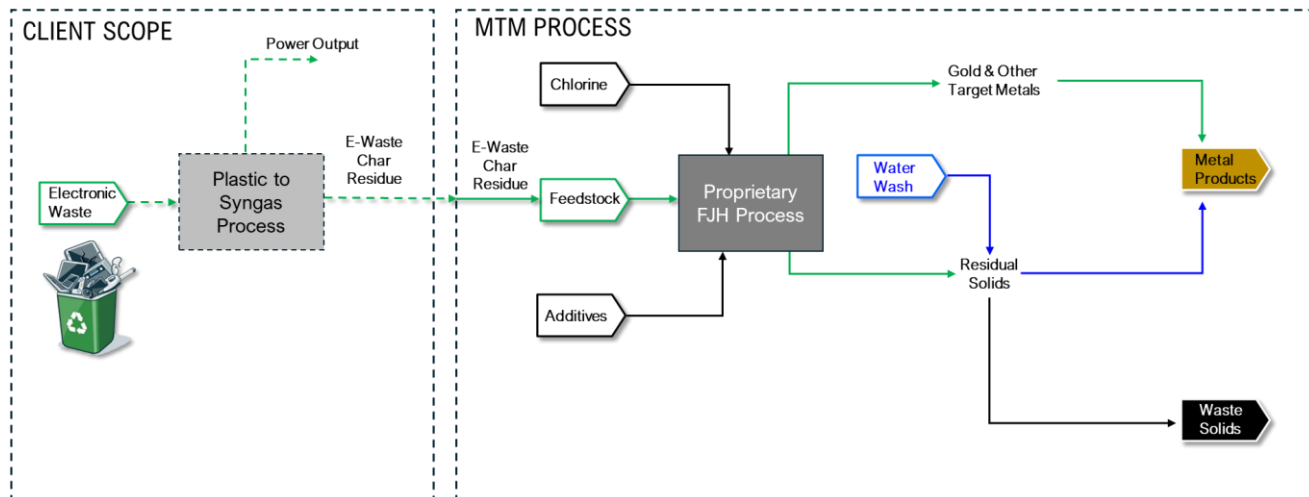 CLIENT SCOPE
Power Output
Electronic
Waste
Plastic to
Syngas
Process
E-Waste
Char
Residue
MTM PROCESS
Chlorine
E-Waste
Char
Residue
Feedstock
Additives
Proprietary
FJH Process
Gold & Other
Target Metals
Water
Wash
Residual
Solids
Metal
Products
Waste
Solids